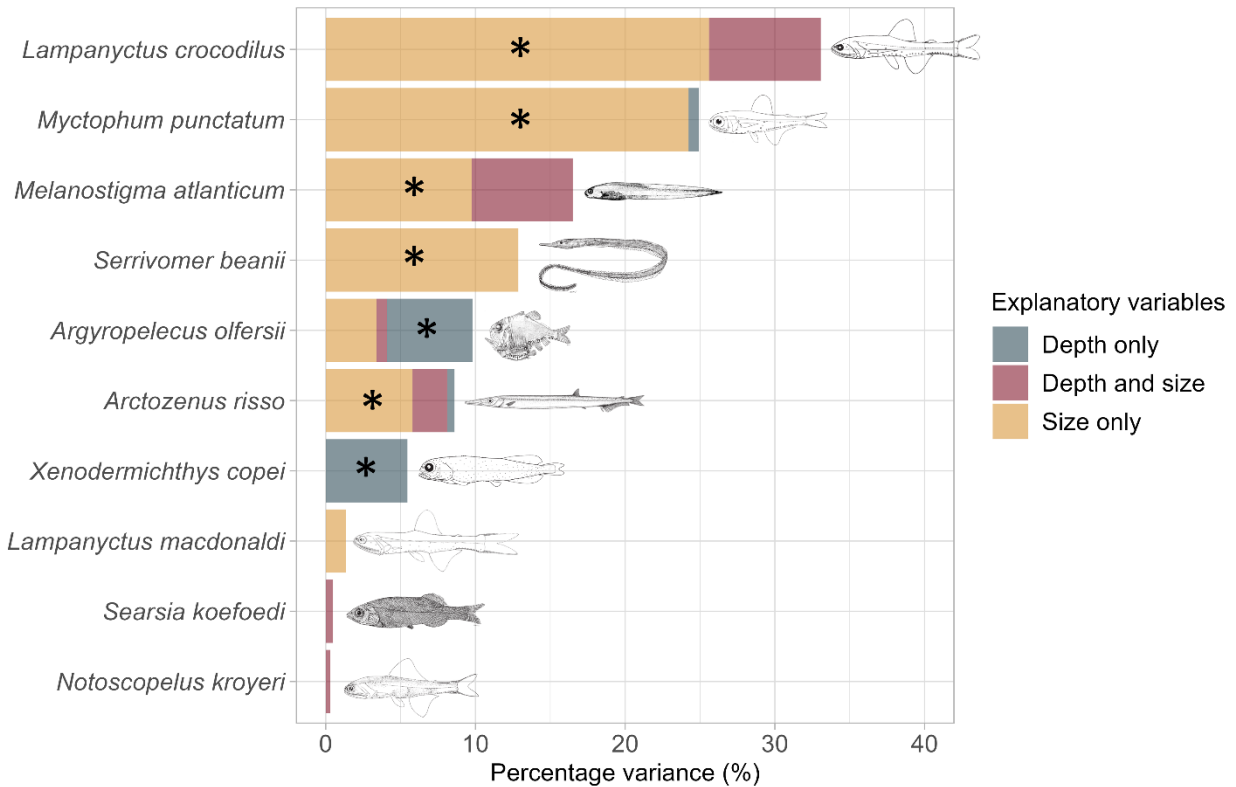 Lampanyctus crocodilus
*
Myctophum punctatum
*
Melanostigma atlanticum
*
Serrivomer beanii
*
Argyropelecus olfersii
*
Arctozenus risso
*
Xenodermichthys copei
*
Lampanyctus macdonaldi
Searsia koefoedi
Notoscopelus kroyeri
0 10 20 30 40
Percentage variance (%)
Explanatory variables
Depth only
Depth and size
Size only